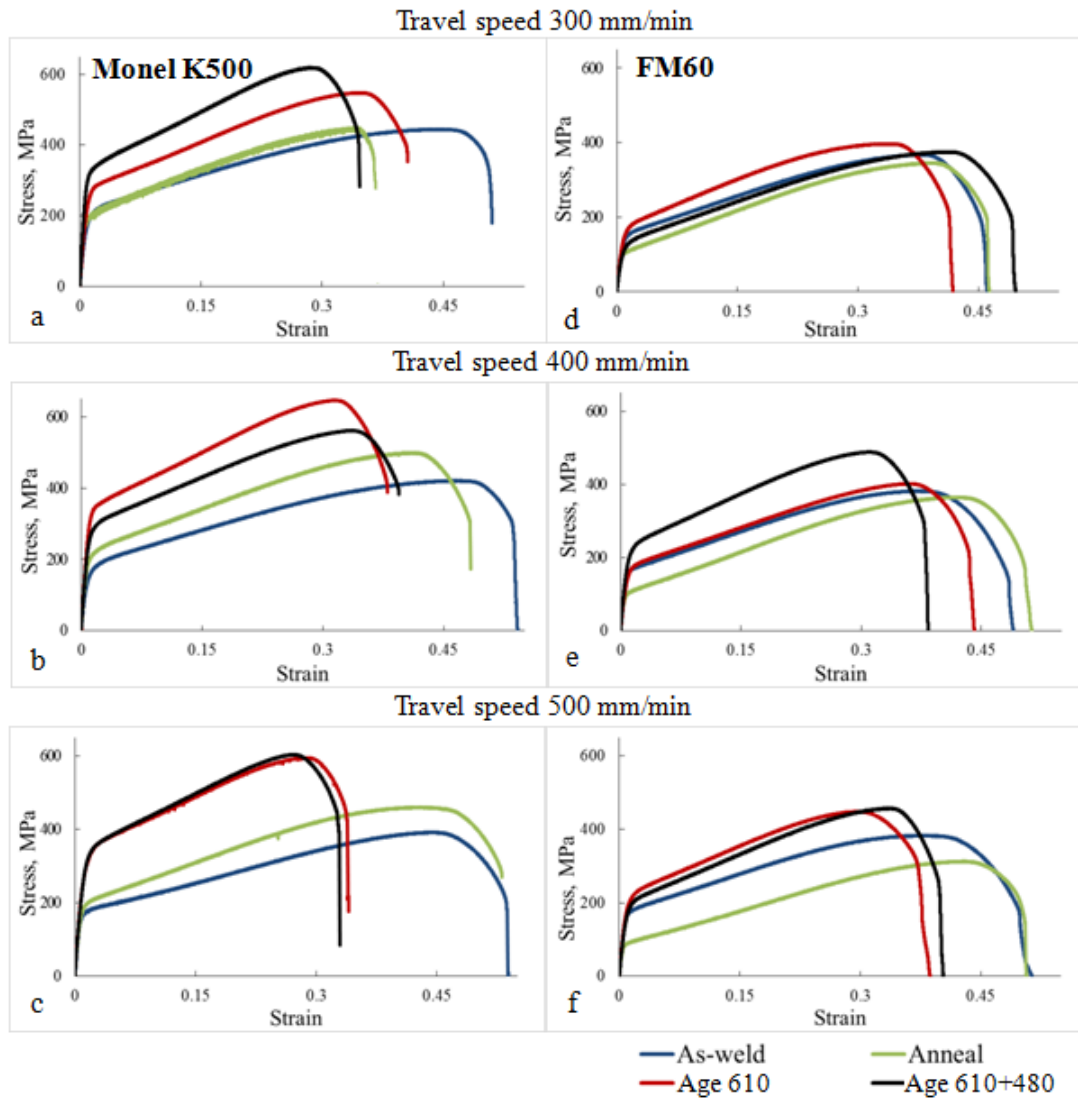 Travel speed 300 mm/min
Monel K500
FM60
600
400
200
0
Stress, MPa
0 0.15 0.3 0.45
Strain
a
600
400
200
0
Stress, MPa
0 0.15 0.3 0.45
Strain
d
Travel speed 400 mm/min
600
400
200
0
Stress, MPa
0 0.15 0.3 0.45
Strain
b
600
400
200
0
Stress, MPa
0 0.15 0.3 0.45
Strain
e
Travel speed 500 mm/min
600
400
200
0
Stress, MPa
0 0.15 0.3 0.45
Strain
c
600
400
200
0
Stress, MPa
0 0.15 0.3 0.45
Strain
f
As-weld Anneal
Age 610 Age 610+480